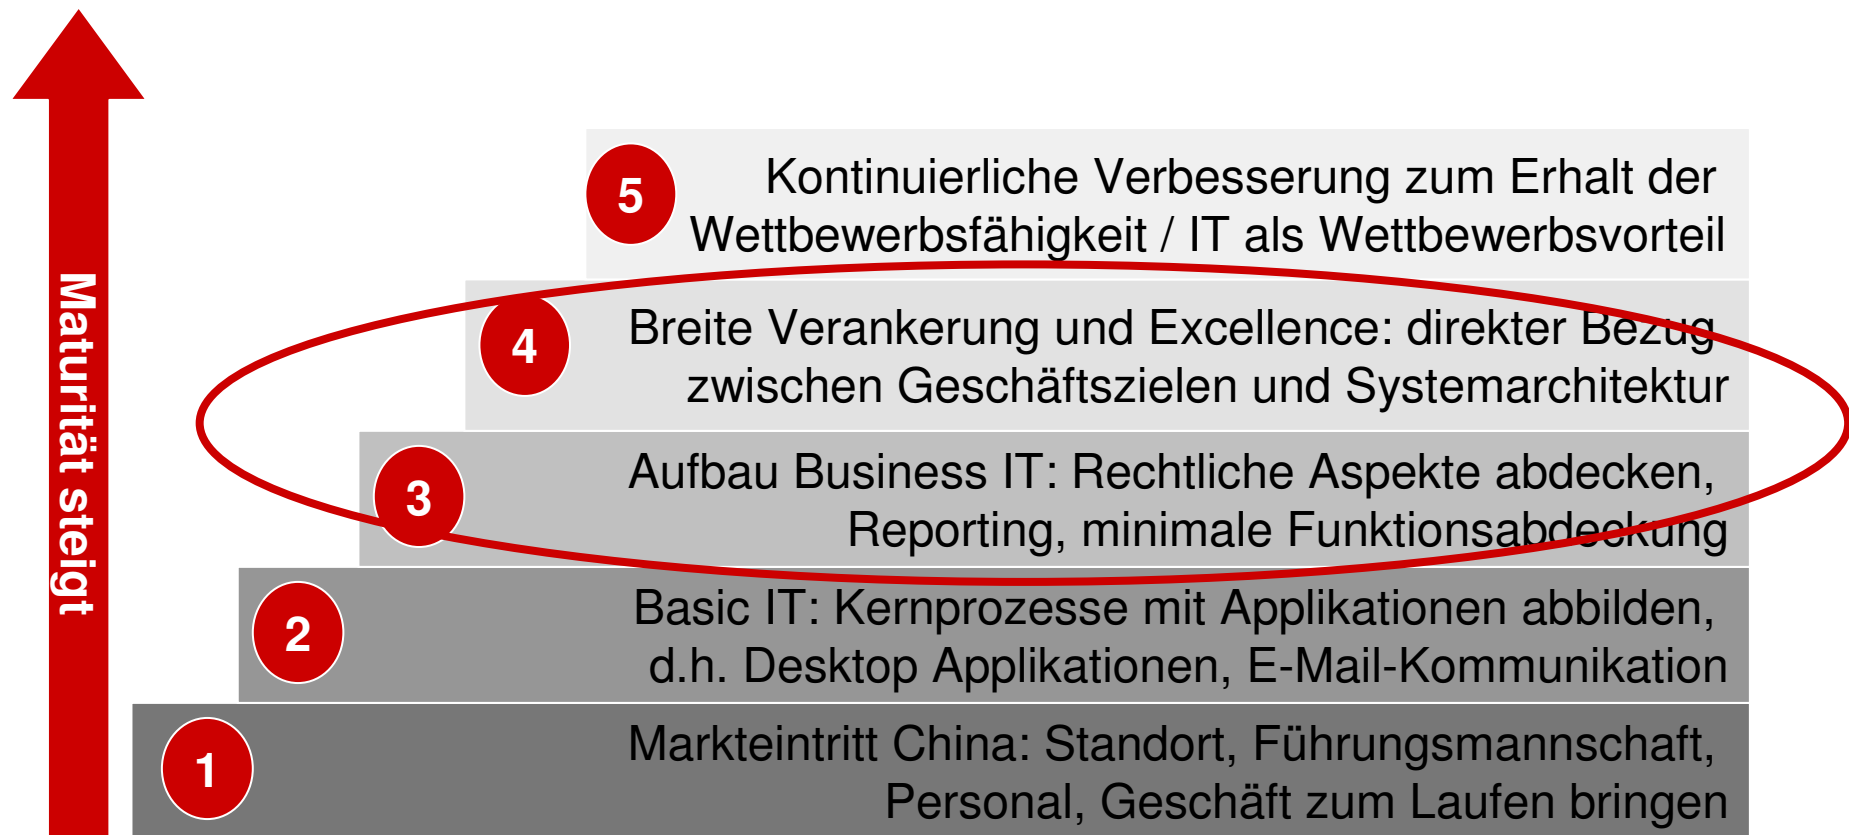 Maturität steigt
5
Kontinuierliche Verbesserung zum Erhalt der
Wettbewerbsfähigkeit / IT als Wettbewerbsvorteil
4
Breite Verankerung und Excellence: direkter Bezug
zwischen Geschäftszielen und Systemarchitektur
3
Aufbau Business IT: Rechtliche Aspekte abdecken,
Reporting, minimale Funktionsabdeckung
2
Basic IT: Kernprozesse mit Applikationen abbilden,
d.h. Desktop Applikationen, E-Mail-Kommunikation
1
Markteintritt China: Standort, Führungsmannschaft,
Personal, Geschäft zum Laufen bringen